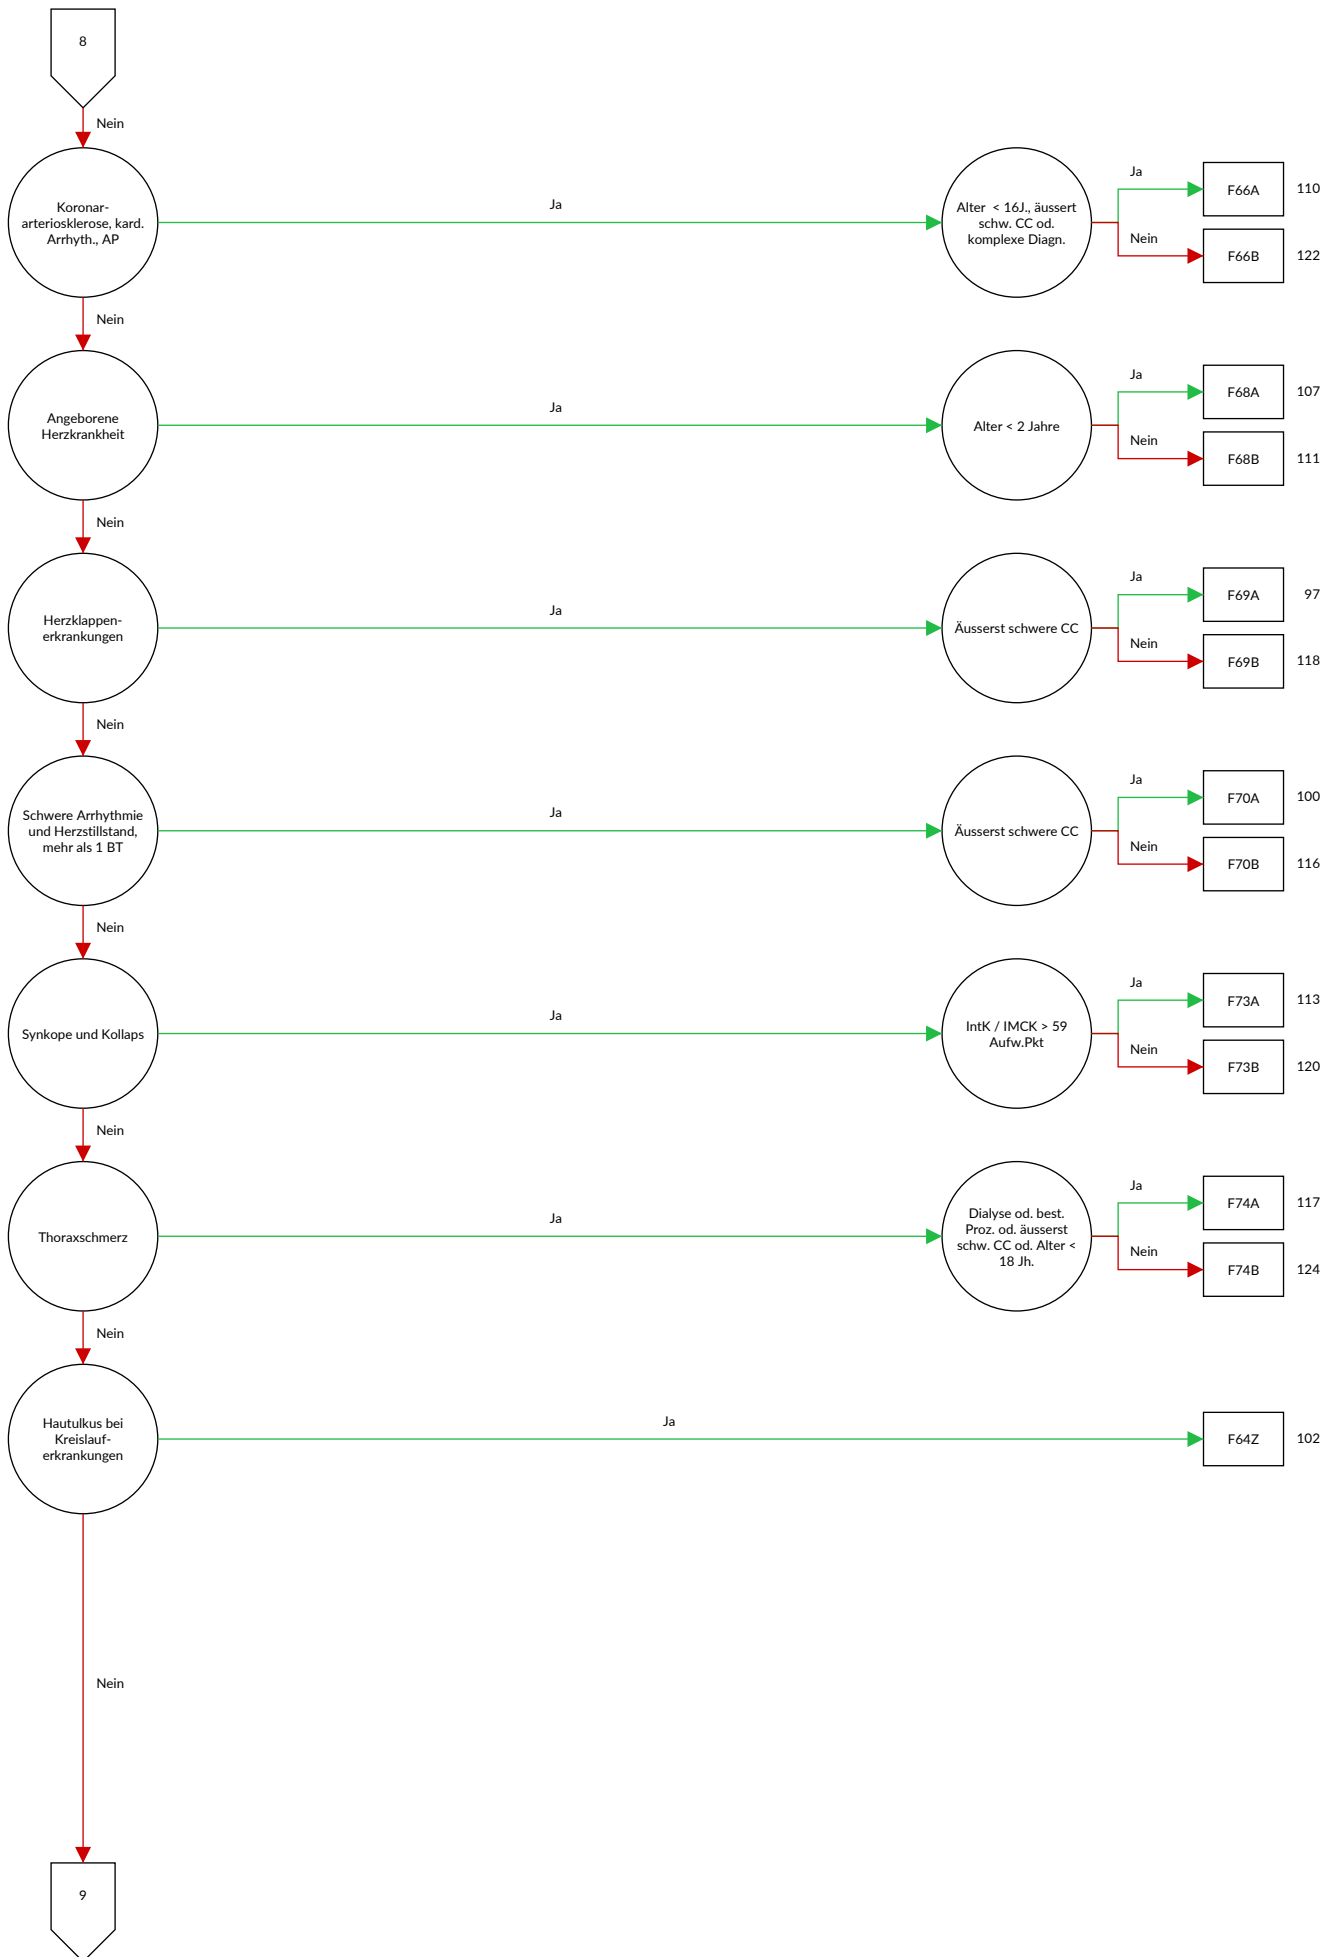 8
Nein
Koronar-
arteriosklerose, kard.
Arrhyth., AP
Ja
Alter < 16J., äussert
schw. CC od.
komplexe Diagn.
Ja
F66A 110
Nein
F66B 122
Nein
Angeborene
Herzkrankheit
Ja
Alter < 2 Jahre
Ja
F68A 107
Nein
F68B 111
Nein
Herzklappen-
erkrankungen
Ja
Äusserst schwere CC
Ja
F69A 97
Nein
F69B 118
Nein
Schwere Arrhythmie
und Herzstillstand,
mehr als 1 BT
Ja
Äusserst schwere CC
Ja
F70A 100
Nein
F70B 116
Nein
Synkope und Kollaps
Ja
IntK / IMCK > 59
Aufw.Pkt
Ja
F73A 113
Nein
F73B 120
Nein
Thoraxschmerz
Ja
Dialyse od. best.
Proz. od. äusserst
schw. CC od. Alter <
18 Jh.
Ja
F74A 117
Nein
F74B 124
Nein
Hautulkus bei
Kreislauf-
erkrankungen
Ja
F64Z 102
Nein
9